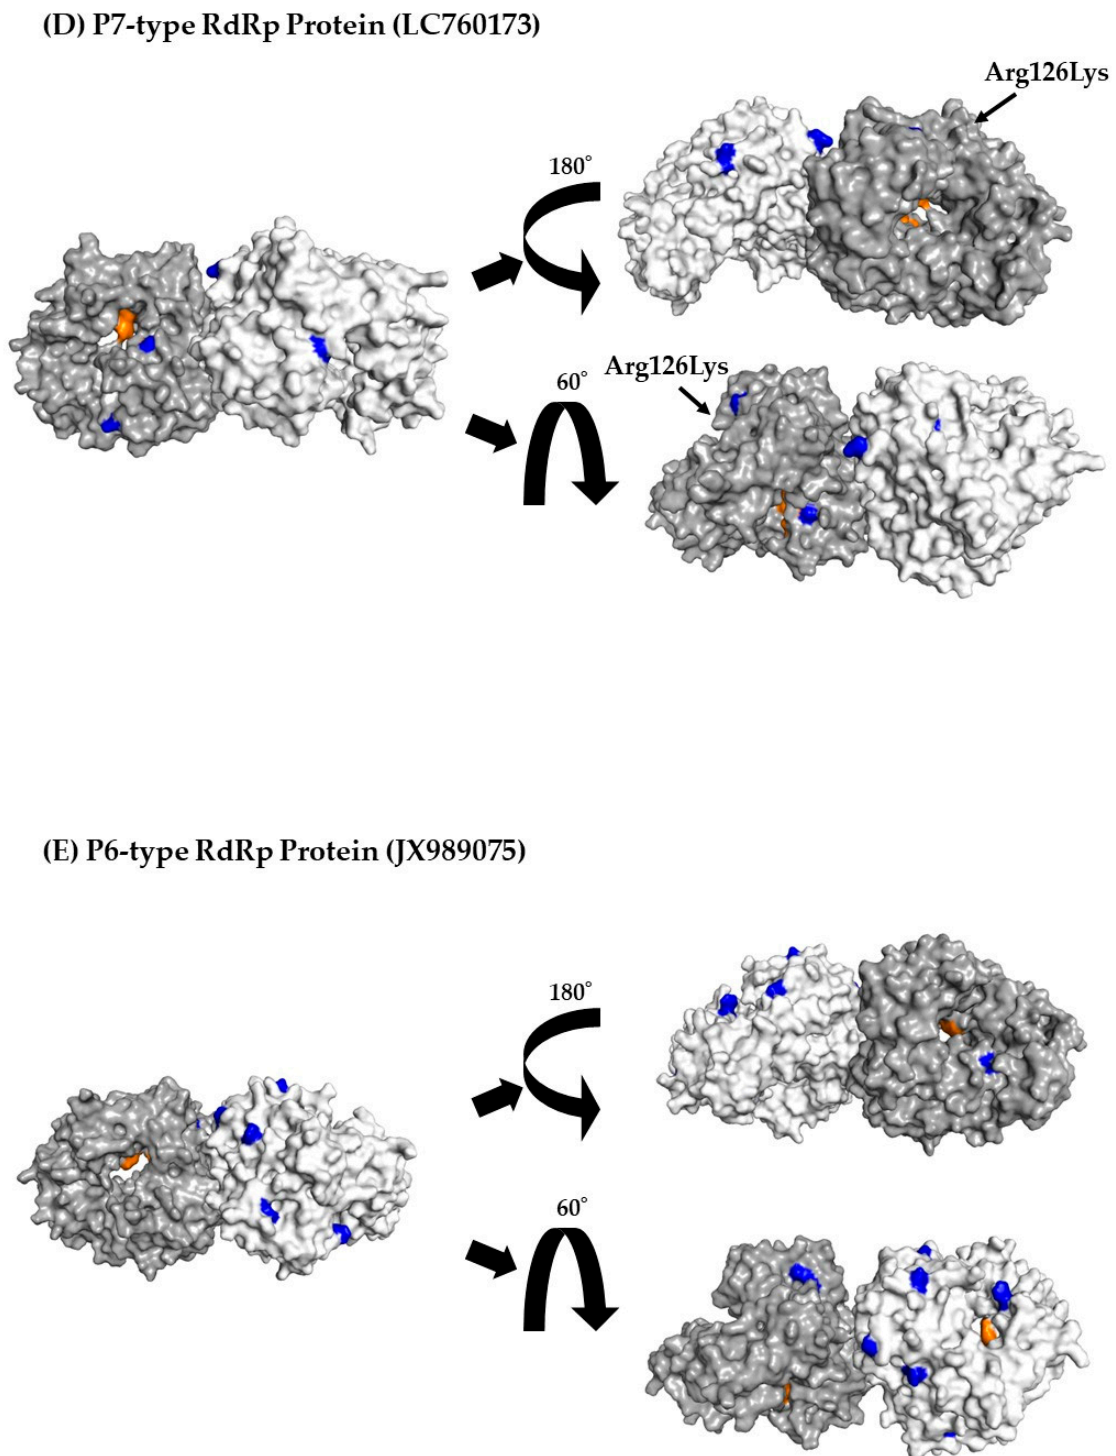 (D) P7-type RdRp Protein (LC760173)
Arg126Lys
180°
Arg126Lys
60°
(E) P6-type RdRp Protein (JX989075)
180°
60°